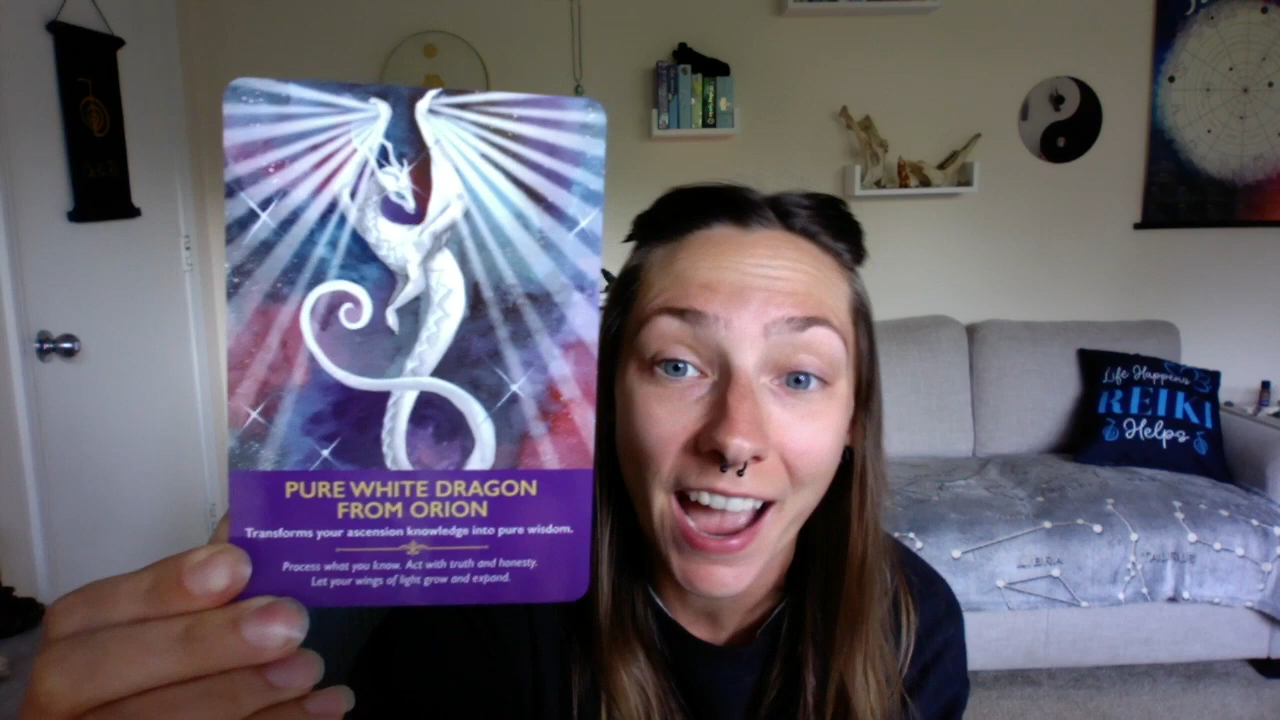 PURE WHITE DRAGON
FROM ORION
Transforms your ascension knowledge into pure wisdom.
Process what you know. Act with truth and honesty.
Let your wings of light grow and expand.
Life Happens
REIKI
Helps
LIBRA
TAURUS